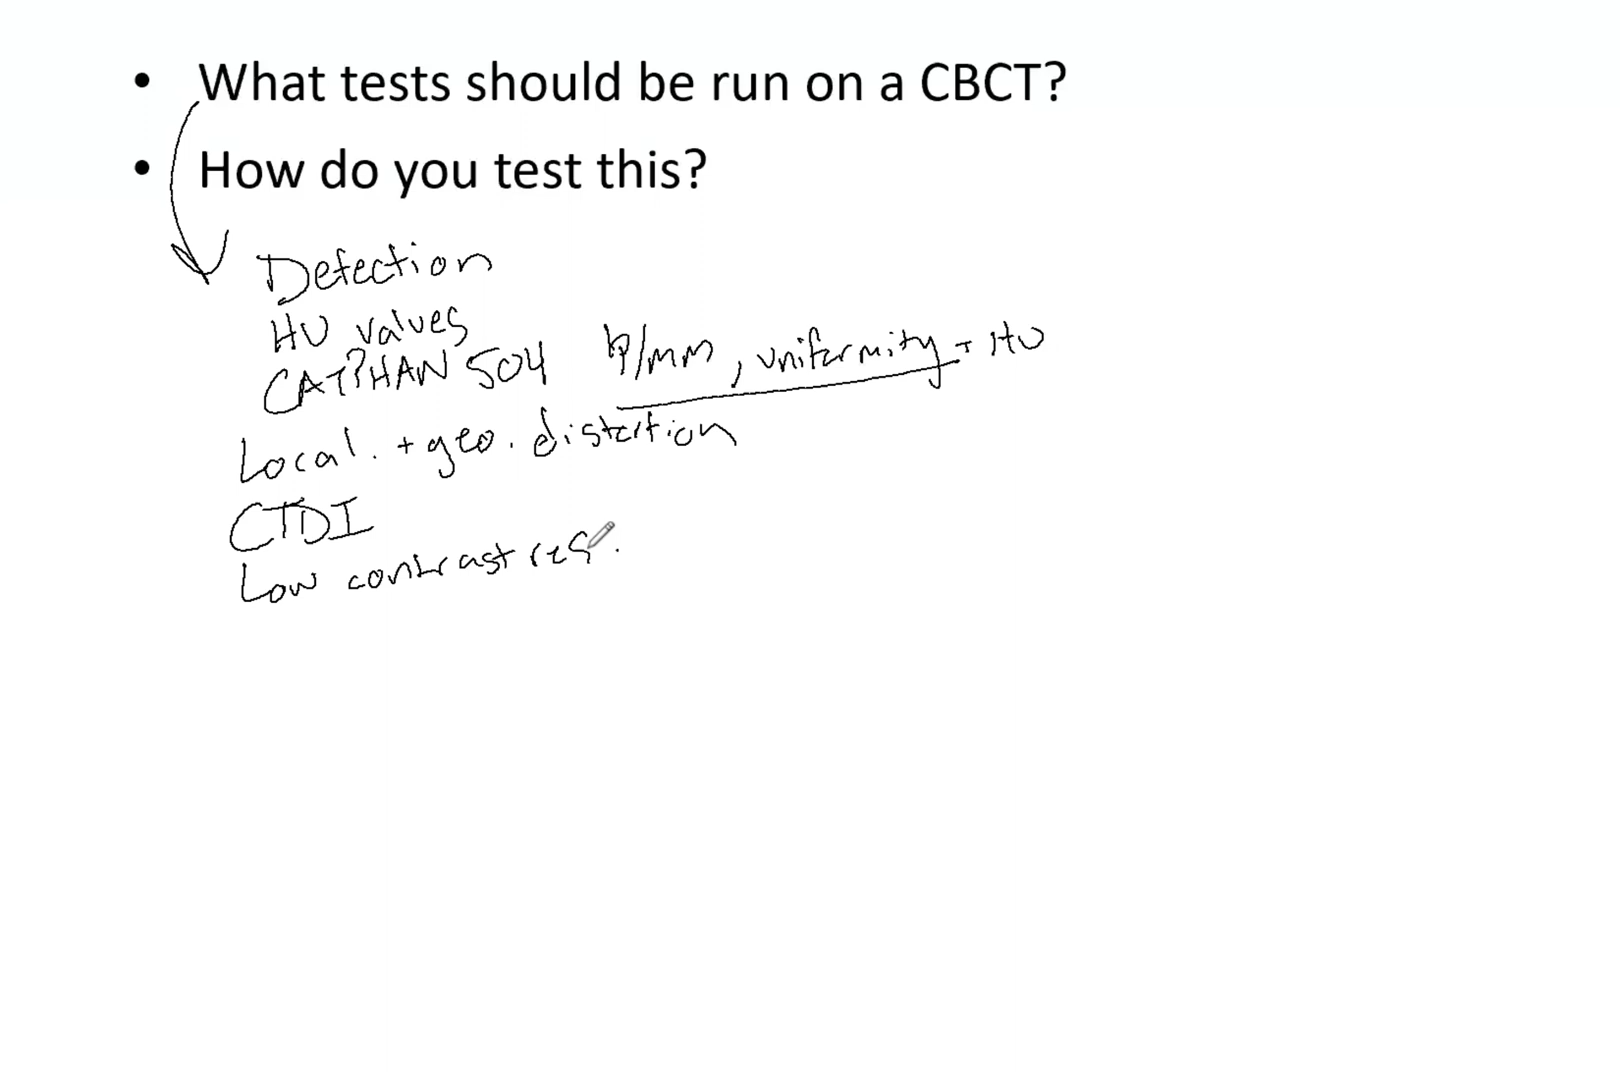 • What tests should be run on a CBCT?
• How do you test this?
Detection
HU values
CATPHAN 504 lp/mm, uniformity + HU
Local. + geo. distortion
CTDI
Low contrast res.